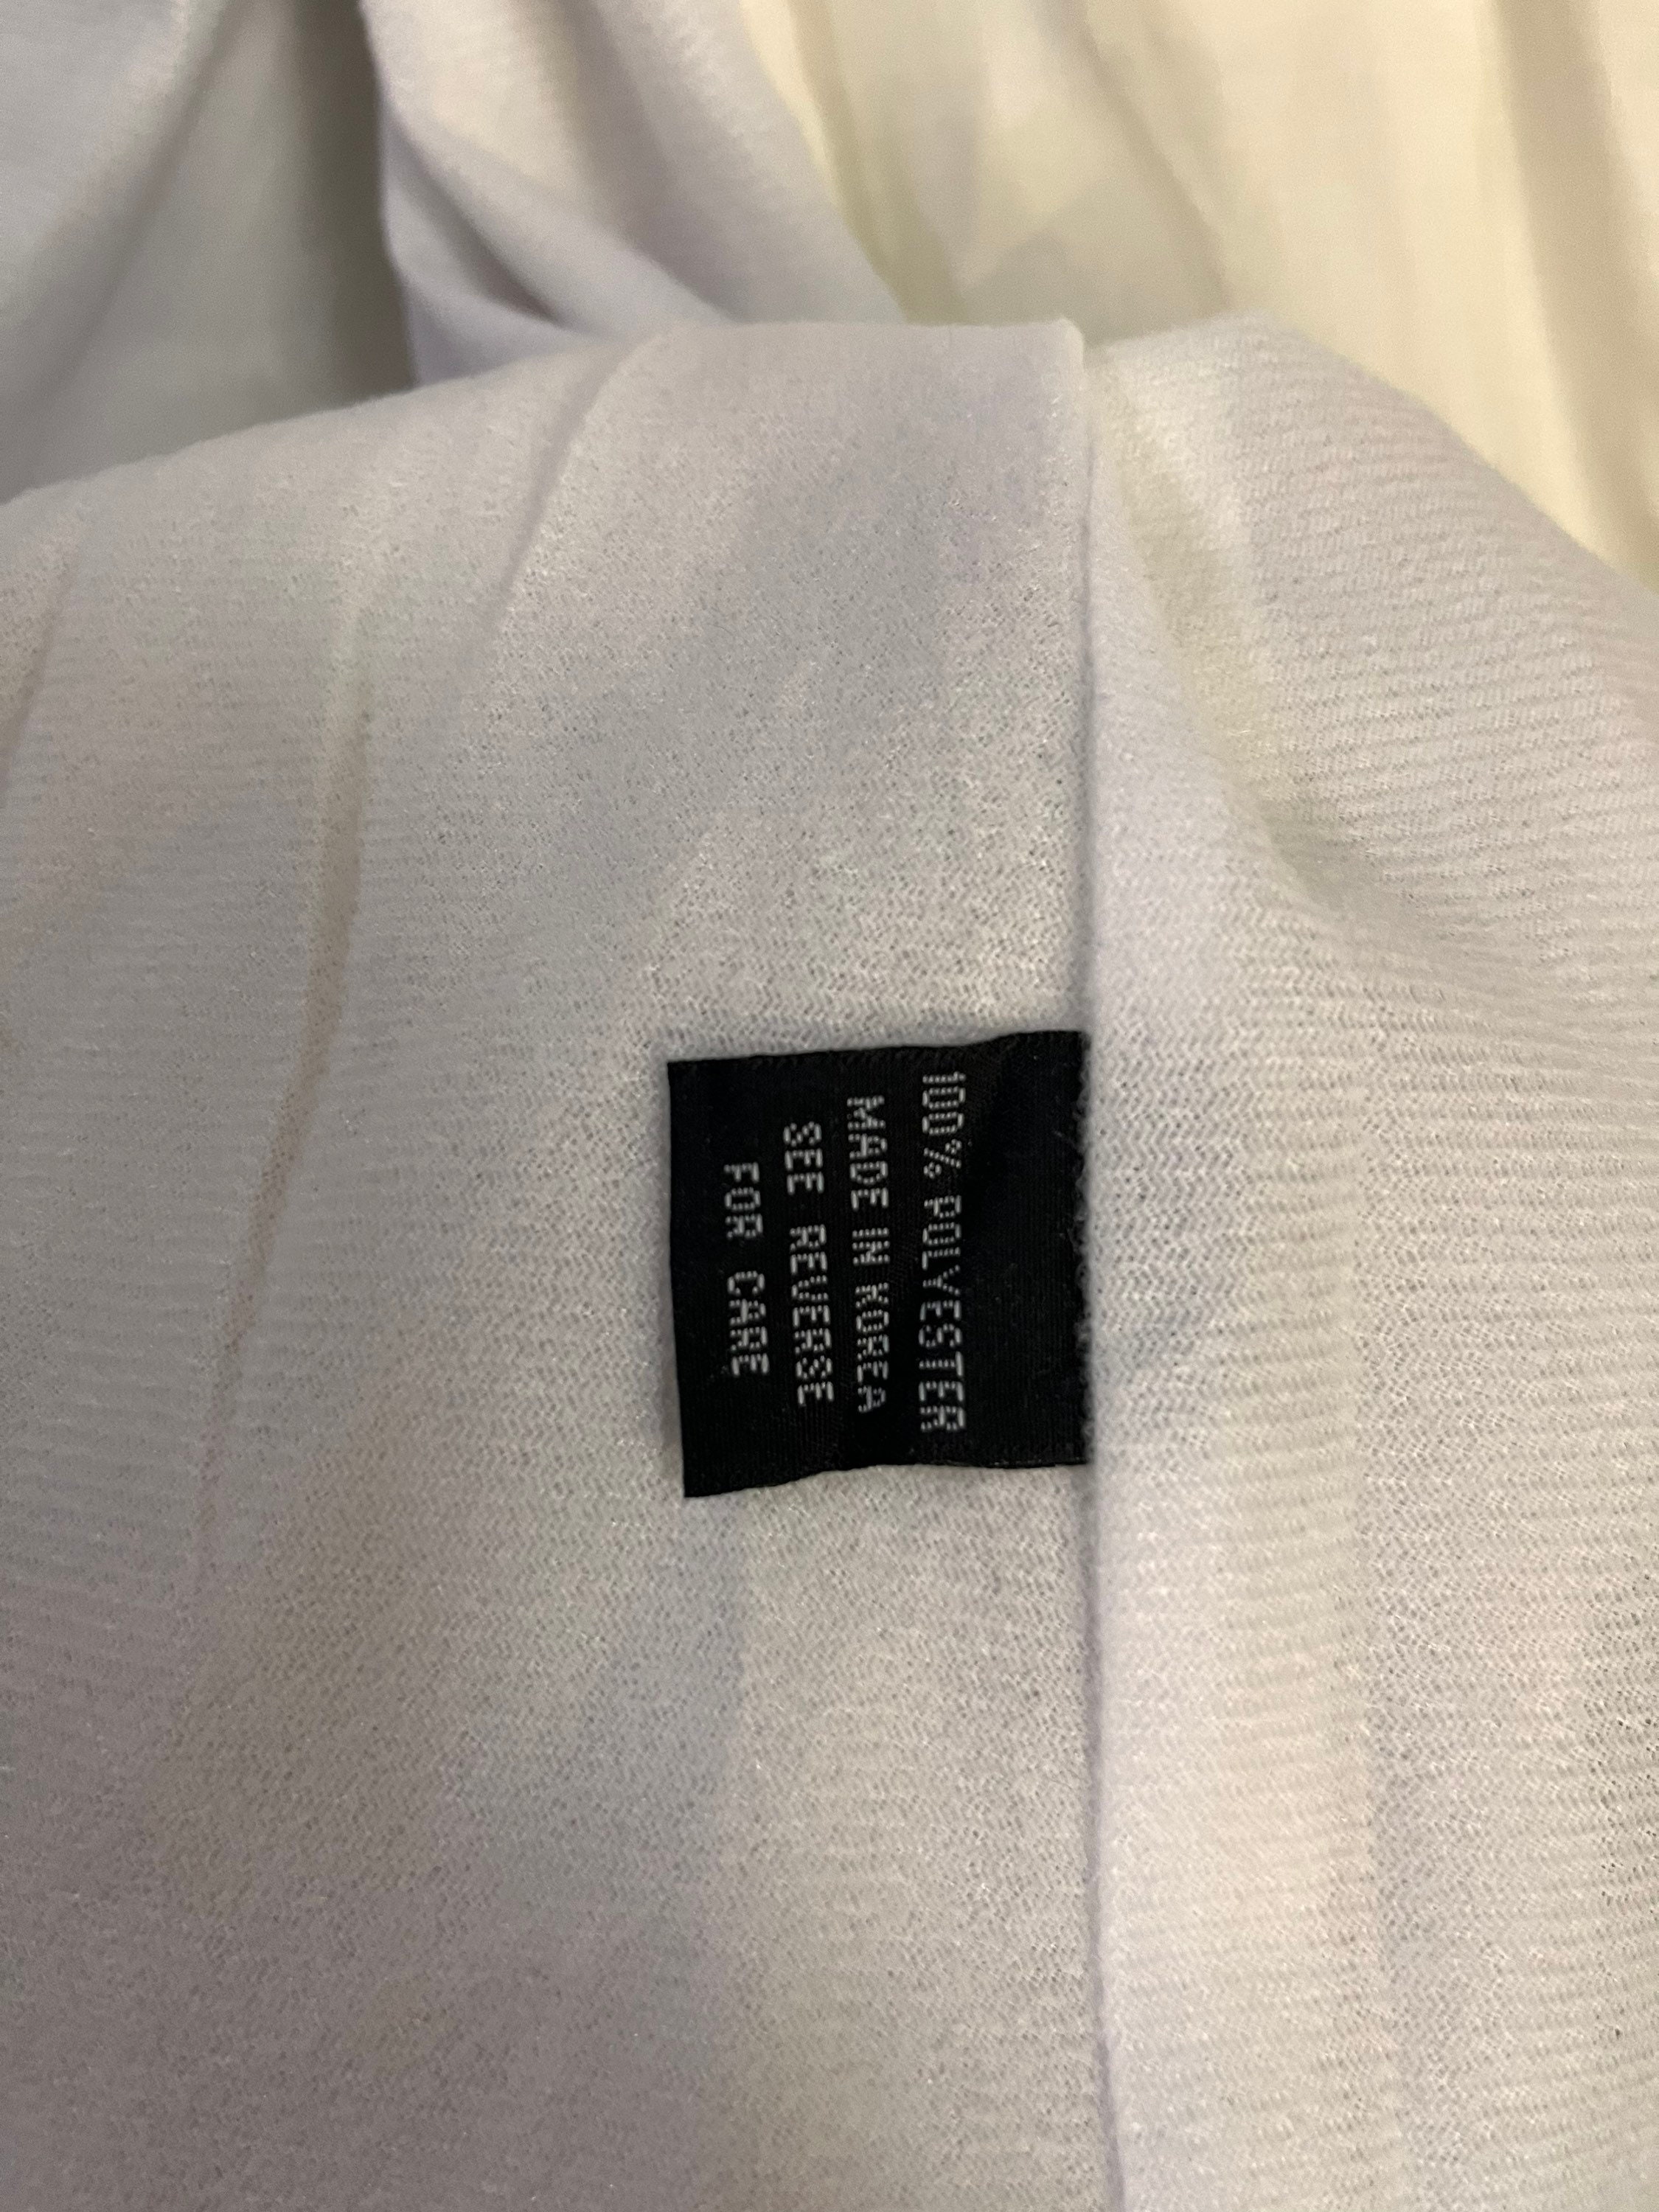 100% POLYESTER
MADE IN KOREA
SEE REVERSE
FOR CARE